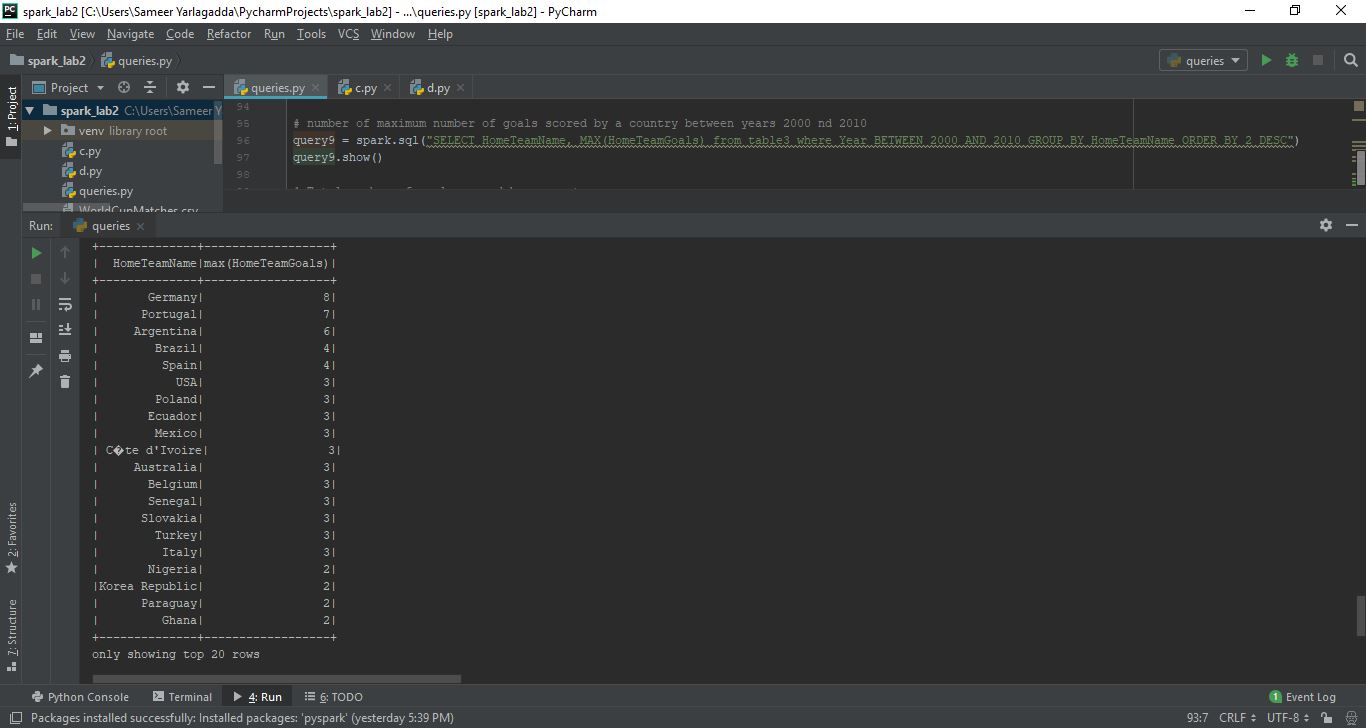 spark_lab2 [C:\Users\Sameer Yarlagadda\PycharmProjects\spark_lab2] - ...\queries.py [spark_lab2] - PyCharm
File Edit View Navigate Code Refactor Run Tools VCS Window Help
spark_lab2 queries.py queries
Project queries.py c.py d.py
1: Project
spark_lab2 C:\Users\Sameer Y
venv library root
c.py
d.py
queries.py
WorldCupMatches.csv
94
95 # number of maximum number of goals scored by a country between years 2000 nd 2010
96 query9 = spark.sql("SELECT HomeTeamName, MAX(HomeTeamGoals) from table3 where Year BETWEEN 2000 AND 2010 GROUP BY HomeTeamName ORDER BY 2 DESC")
97 query9.show()
98
Run: queries
+--------------+------------------+
| HomeTeamName|max(HomeTeamGoals)|
+--------------+------------------+
| Germany| 8|
| Portugal| 7|
| Argentina| 6|
| Brazil| 4|
| Spain| 4|
| USA| 3|
| Poland| 3|
| Ecuador| 3|
| Mexico| 3|
| C�te d'Ivoire| 3|
| Australia| 3|
| Belgium| 3|
| Senegal| 3|
| Slovakia| 3|
| Turkey| 3|
| Italy| 3|
| Nigeria| 2|
|Korea Republic| 2|
| Paraguay| 2|
| Ghana| 2|
+--------------+------------------+
only showing top 20 rows
2: Favorites
7: Structure
Python Console Terminal 4: Run 6: TODO 1 Event Log
Packages installed successfully: Installed packages: 'pyspark' (yesterday 5:39 PM) 93:7 CRLF UTF-8